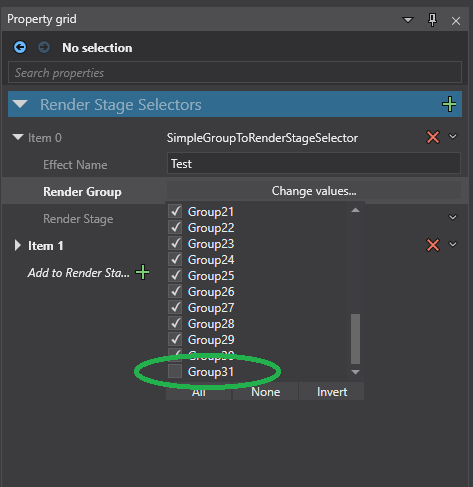 Property grid
No selection
Search properties
Render Stage Selectors
Item 0 SimpleGroupToRenderStageSelector
Effect Name Test
Render Group Change values...
Group21
Render Stage Group22
Group23
Item 1 Group24
Add to Render Sta... Group25
Group26
Group27
Group28
Group29
Group30
Group31
All None Invert